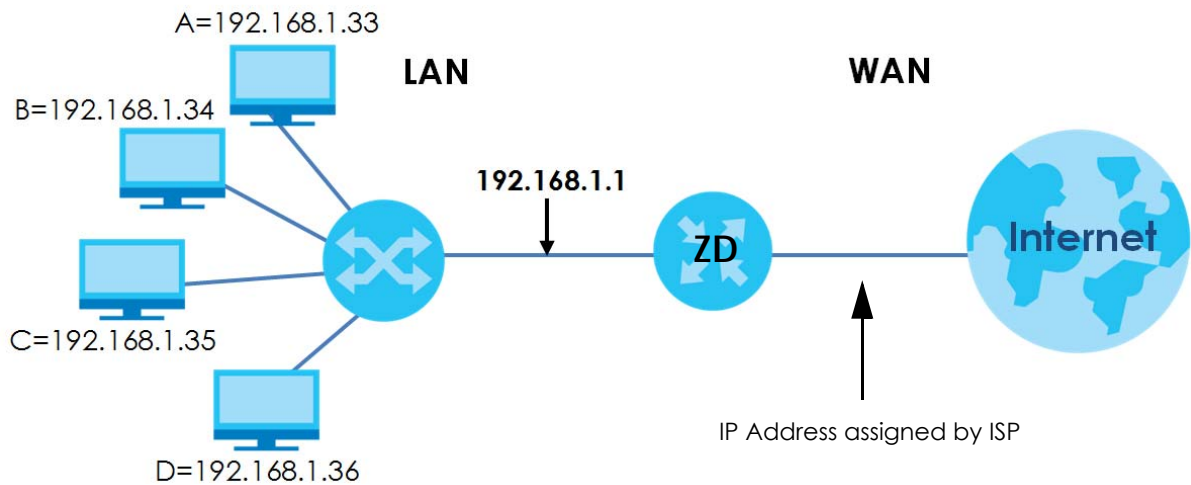 A=192.168.1.33
LAN
WAN
B=192.168.1.34
192.168.1.1
ZD
Internet
C=192.168.1.35
IP Address assigned by ISP
D=192.168.1.36